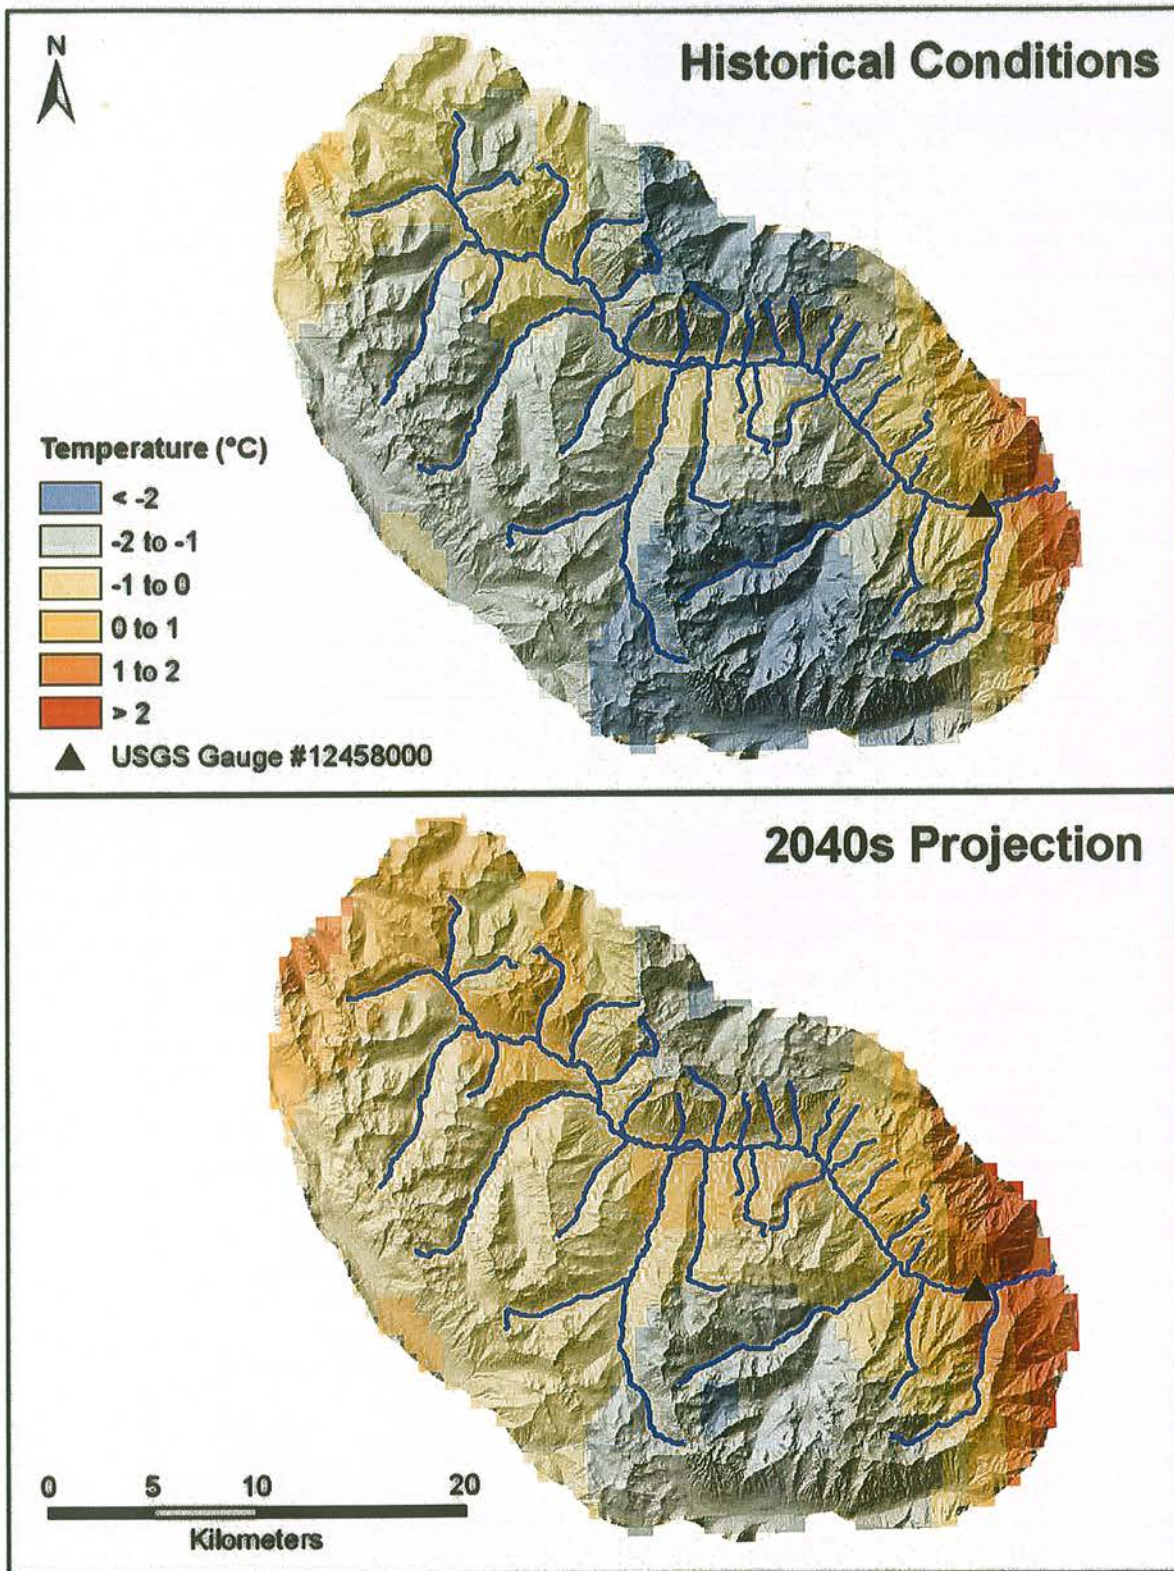 N
Historical Conditions
Temperature (°C)
< -2
-2 to -1
-1 to 0
0 to 1
1 to 2
> 2
USGS Gauge #12458000
2040s Projection
0 5 10 20
Kilometers